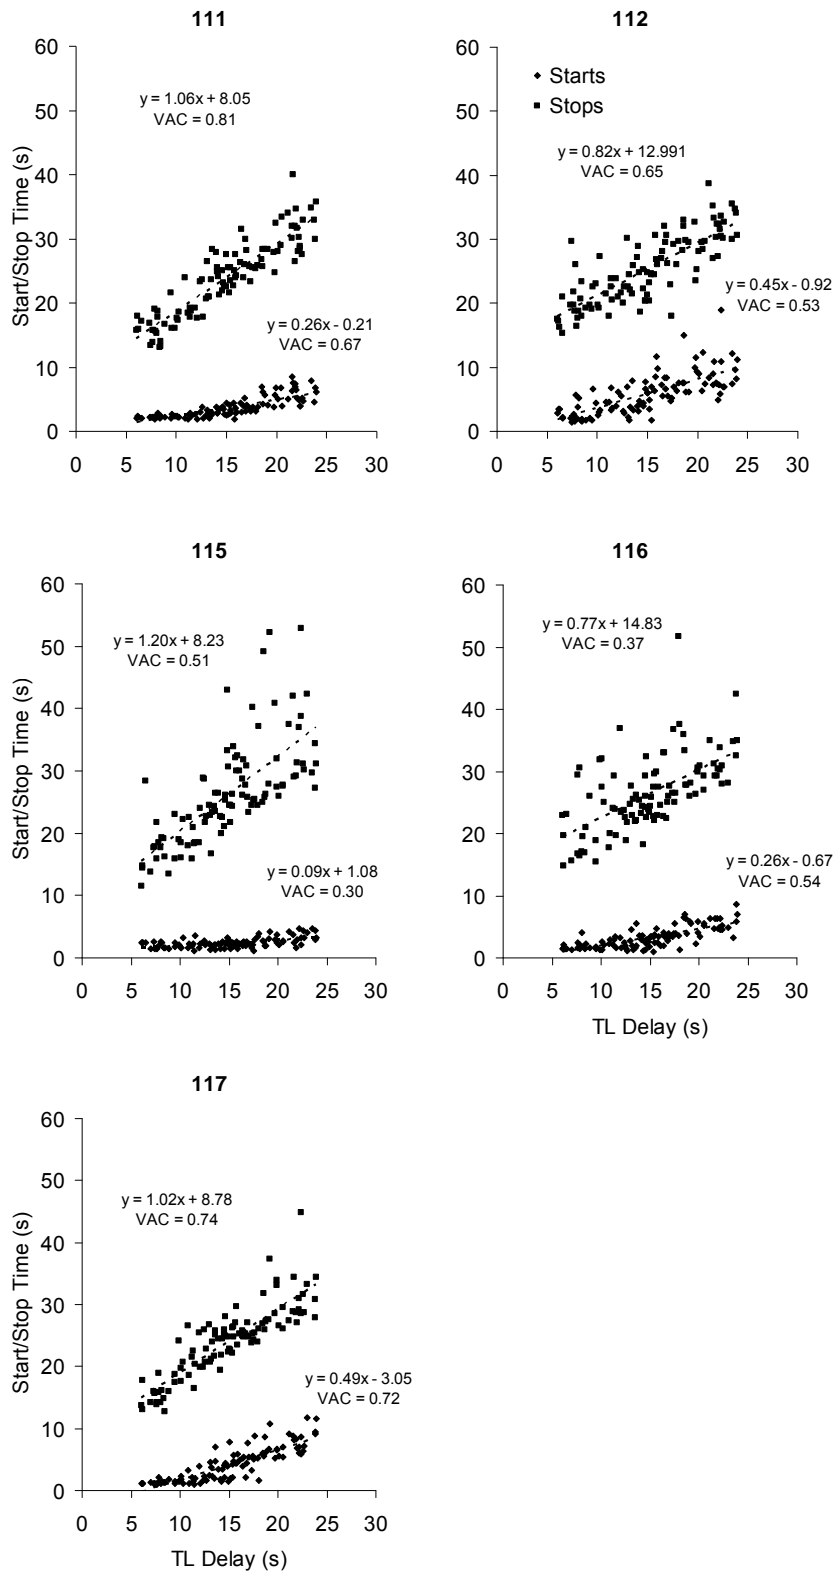 111
60
50
40
30
20
10
0
0 5 10 15 20 25 30
Start/Stop Time (s)
y = 1.06x + 8.05
VAC = 0.81
y = 0.26x - 0.21
VAC = 0.67
112
60
50
40
30
20
10
0
0 5 10 15 20 25 30
Starts
Stops
y = 0.82x + 12.991
VAC = 0.65
y = 0.45x - 0.92
VAC = 0.53
115
60
50
40
30
20
10
0
0 5 10 15 20 25 30
Start/Stop Time (s)
y = 1.20x + 8.23
VAC = 0.51
y = 0.09x + 1.08
VAC = 0.30
116
60
50
40
30
20
10
0
0 5 10 15 20 25 30
TL Delay (s)
y = 0.77x + 14.83
VAC = 0.37
y = 0.26x - 0.67
VAC = 0.54
117
60
50
40
30
20
10
0
0 5 10 15 20 25 30
Start/Stop Time (s)
TL Delay (s)
y = 1.02x + 8.78
VAC = 0.74
y = 0.49x - 3.05
VAC = 0.72